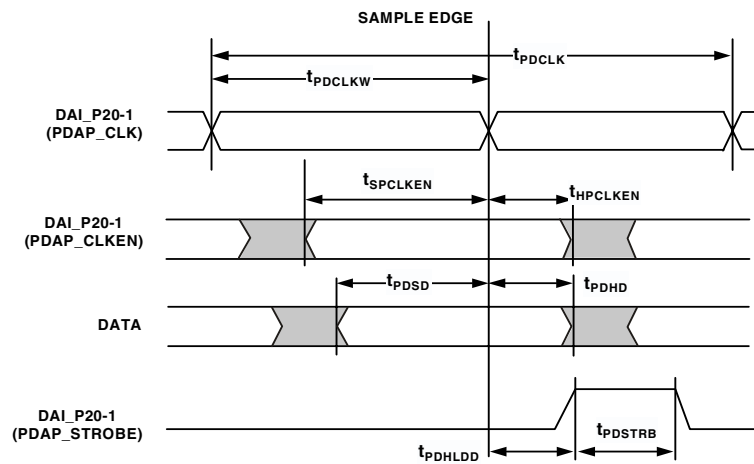 SAMPLE EDGE
tPDCLK
tPDCLKW
DAI_P20-1
(PDAP_CLK)
tSPCLKEN
tHPCLKEN
DAI_P20-1
(PDAP_CLKEN)
tPDSD
tPDHD
DATA
DAI_P20-1
(PDAP_STROBE)
tPDHLDD
tPDSTRB